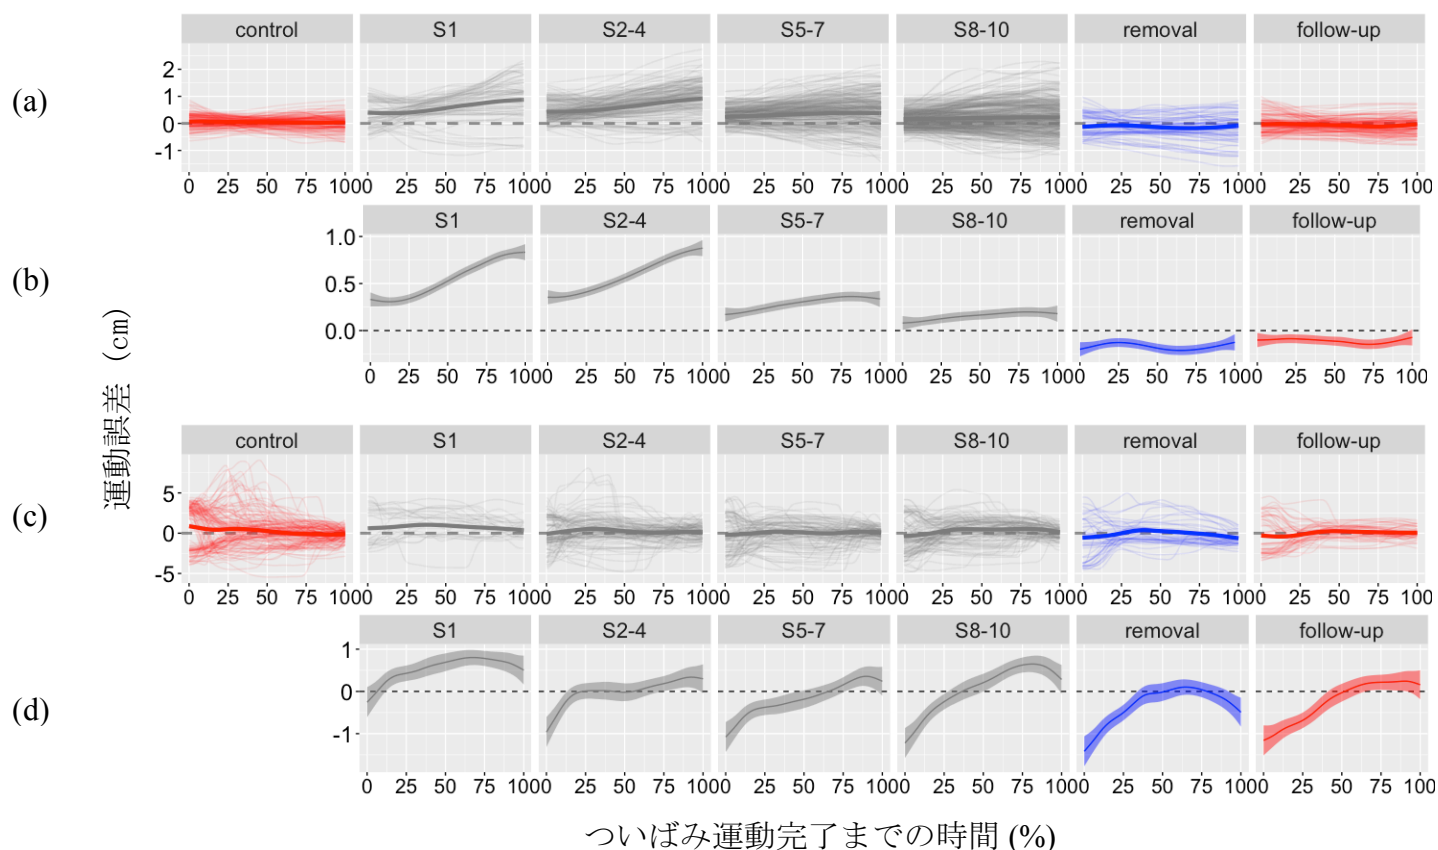 (a)
control S1 S2-4 S5-7 S8-10 removal follow-up
2
1
0
-1
0 25 50 75 100 0 25 50 75 100 0 25 50 75 100 0 25 50 75 100 0 25 50 75 100 0 25 50 75 100 0 25 50 75 100
(b)
S1 S2-4 S5-7 S8-10 removal follow-up
1.0
0.5
0.0
0 25 50 75 100 0 25 50 75 100 0 25 50 75 100 0 25 50 75 100 0 25 50 75 100 0 25 50 75 100
運動誤差 (cm)
(c)
control S1 S2-4 S5-7 S8-10 removal follow-up
5
0
-5
0 25 50 75 100 0 25 50 75 100 0 25 50 75 100 0 25 50 75 100 0 25 50 75 100 0 25 50 75 100 0 25 50 75 100
(d)
S1 S2-4 S5-7 S8-10 removal follow-up
1
0
-1
0 25 50 75 100 0 25 50 75 100 0 25 50 75 100 0 25 50 75 100 0 25 50 75 100 0 25 50 75 100
ついばみ運動完了までの時間 (%)